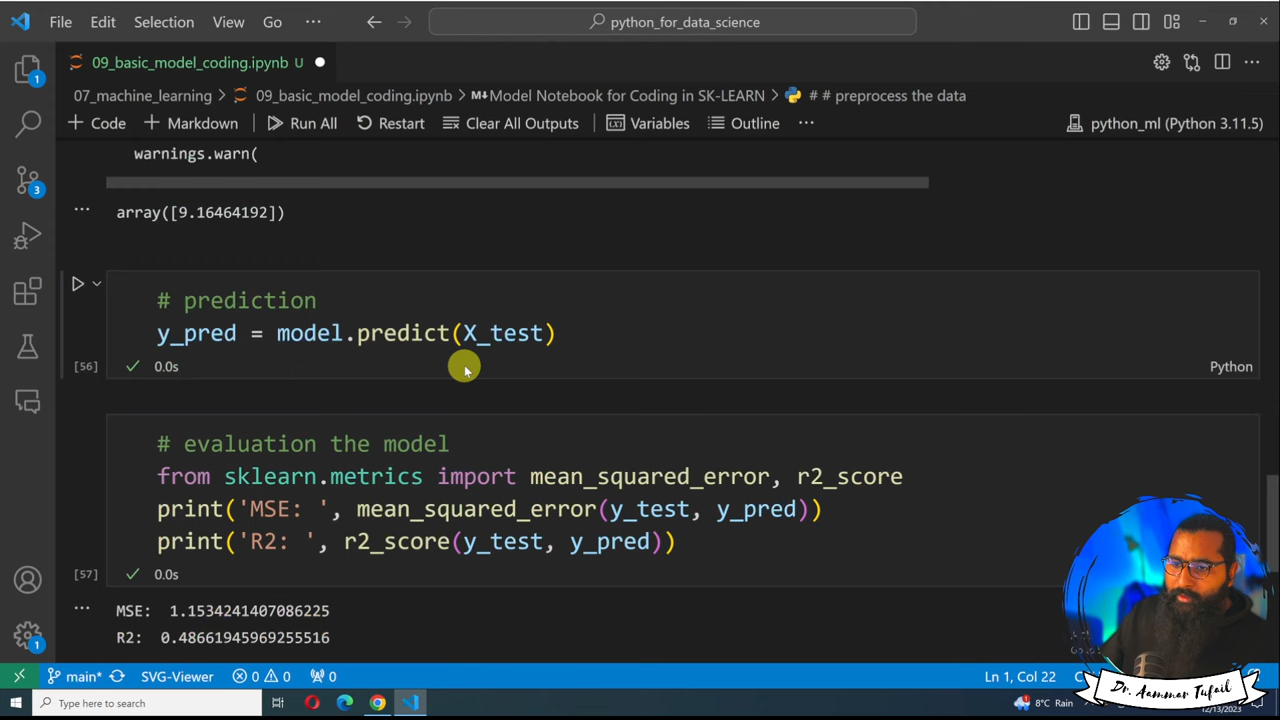 File Edit Selection View Go ··· python_for_data_science
09_basic_model_coding.ipynb U
07_machine_learning > 09_basic_model_coding.ipynb > M↓Model Notebook for Coding in SK-LEARN > # # preprocess the data
+ Code + Markdown Run All Restart Clear All Outputs Variables Outline ··· python_ml (Python 3.11.5)
warnings.warn(
··· array([9.16464192])
# prediction
y_pred = model.predict(X_test)
[56] 0.0s Python
# evaluation the model
from sklearn.metrics import mean_squared_error, r2_score
print('MSE: ', mean_squared_error(y_test, y_pred))
print('R2: ', r2_score(y_test, y_pred))
[57] 0.0s
··· MSE: 1.1534241407086225
R2: 0.48661945969255516
1
3
1
main* SVG-Viewer 0 0 0 Ln 1, Col 22
Type here to search 8°C Rain 12/13/2023
Dr. Aammar Tufail